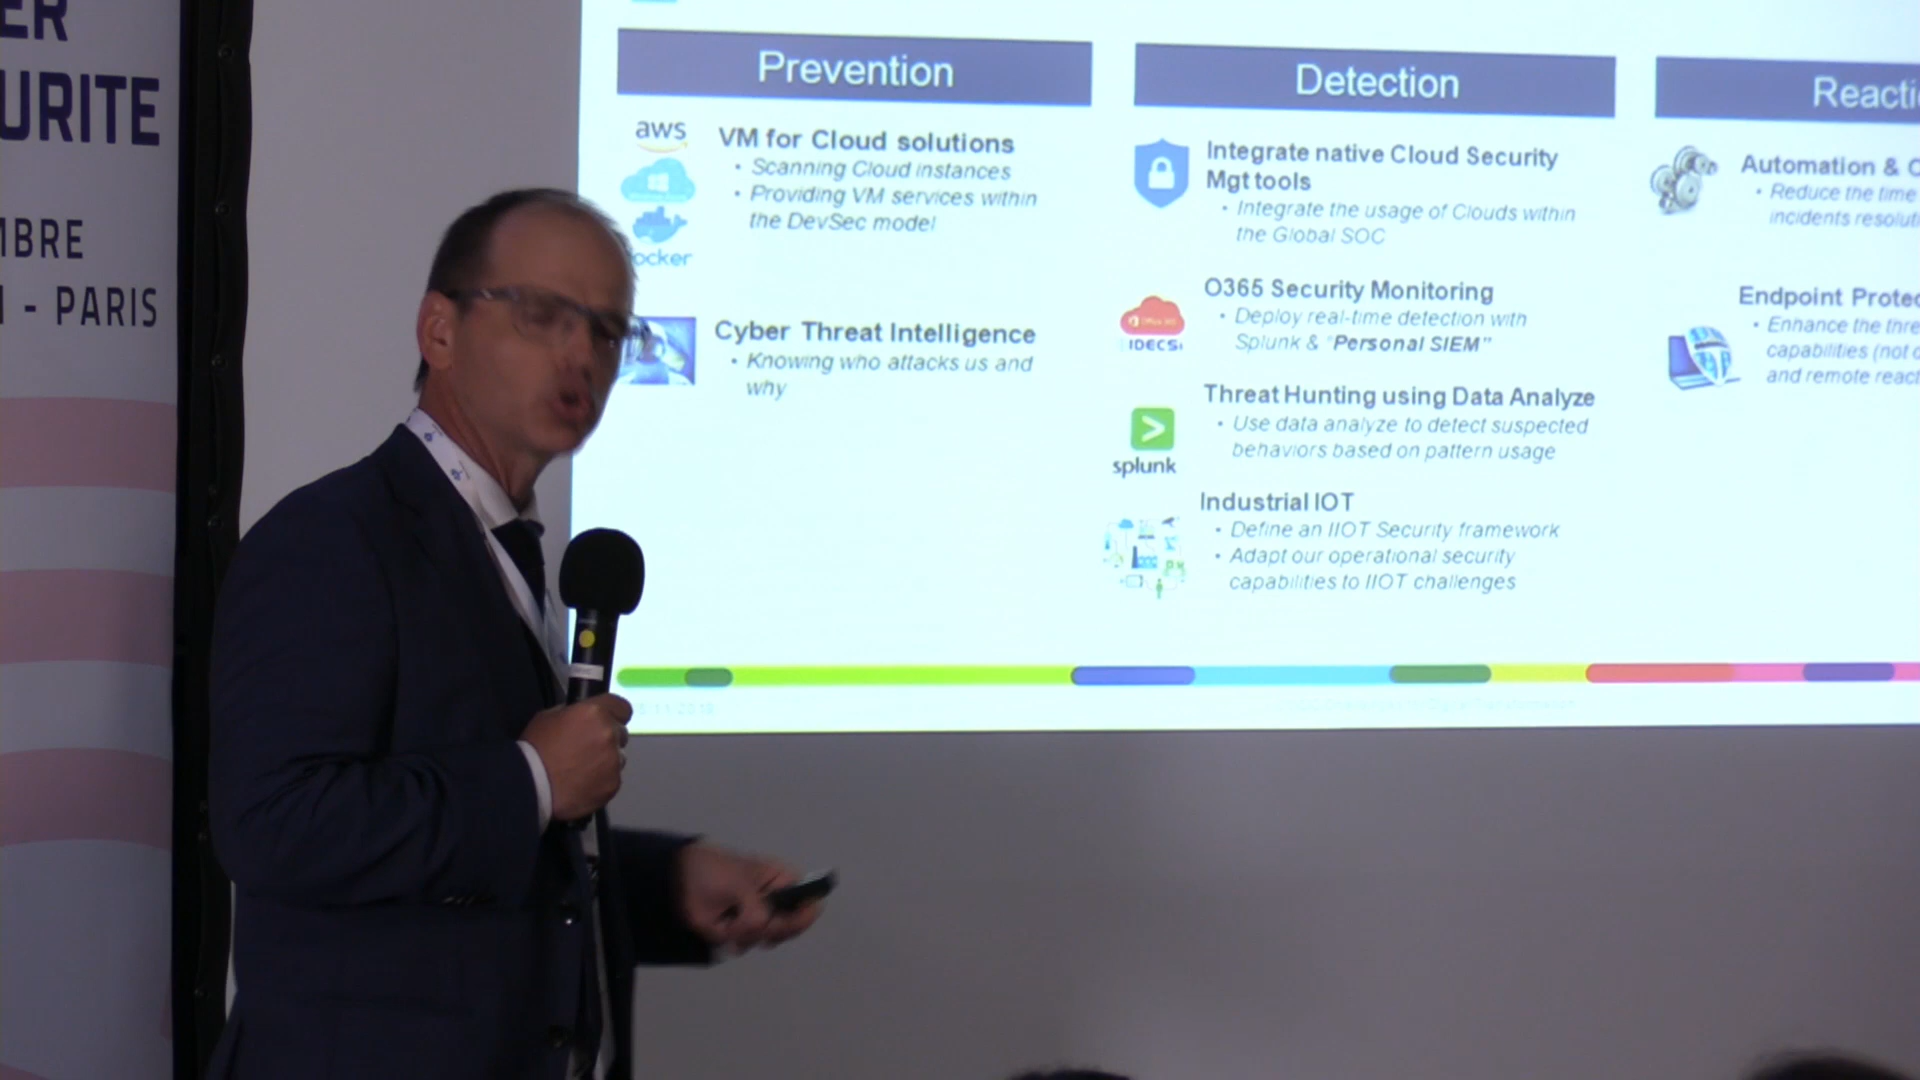 ER
URITE
MBRE
- PARIS
Prevention
aws
VM for Cloud solutions
• Scanning Cloud instances
• Providing VM services within
the DevSec model
ocker
Cyber Threat Intelligence
• Knowing who attacks us and
why
Detection
Integrate native Cloud Security
Mgt tools
• Integrate the usage of Clouds within
the Global SOC
O365 Security Monitoring
• Deploy real-time detection with
Splunk & "Personal SIEM"
Office 365
IDECSI
Threat Hunting using Data Analyze
• Use data analyze to detect suspected
behaviors based on pattern usage
splunk
Industrial IOT
• Define an IIOT Security framework
• Adapt our operational security
capabilities to IIOT challenges
Reacti
Automation & O
• Reduce the time
incidents resoluti
Endpoint Protec
• Enhance the thre
capabilities (not o
and remote react